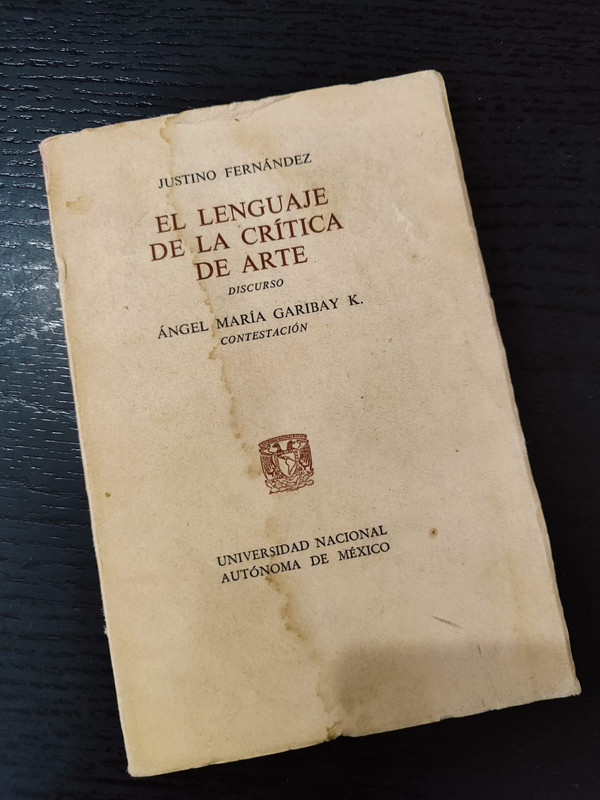 JUSTINO FERNÁNDEZ
EL LENGUAJE
DE LA CRÍTICA
DE ARTE
DISCURSO
ÁNGEL MARÍA GARIBAY K.
CONTESTACIÓN
UNIVERSIDAD NACIONAL
AUTÓNOMA DE MÉXICO